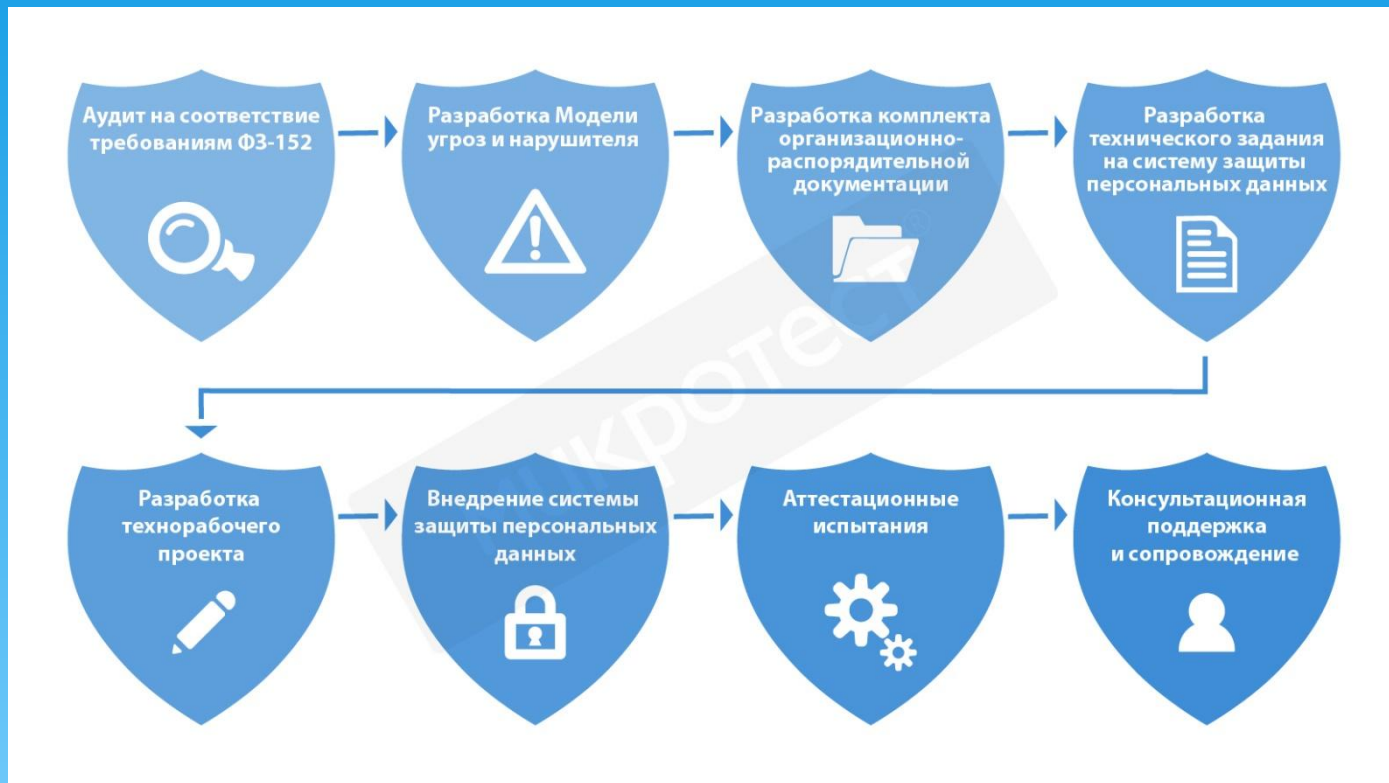 Аудит на соответствие
требованиям ФЗ-152
Разработка Модели
угроз и нарушителя
Разработка комплекта
организационно-
распорядительной
документации
Разработка
технического задания
на систему защиты
персональных данных
Разработка
технорабочего
проекта
Внедрение системы
защиты персональных
данных
Аттестационные
испытания
Консультационная
поддержка
и сопровождение
микротест®